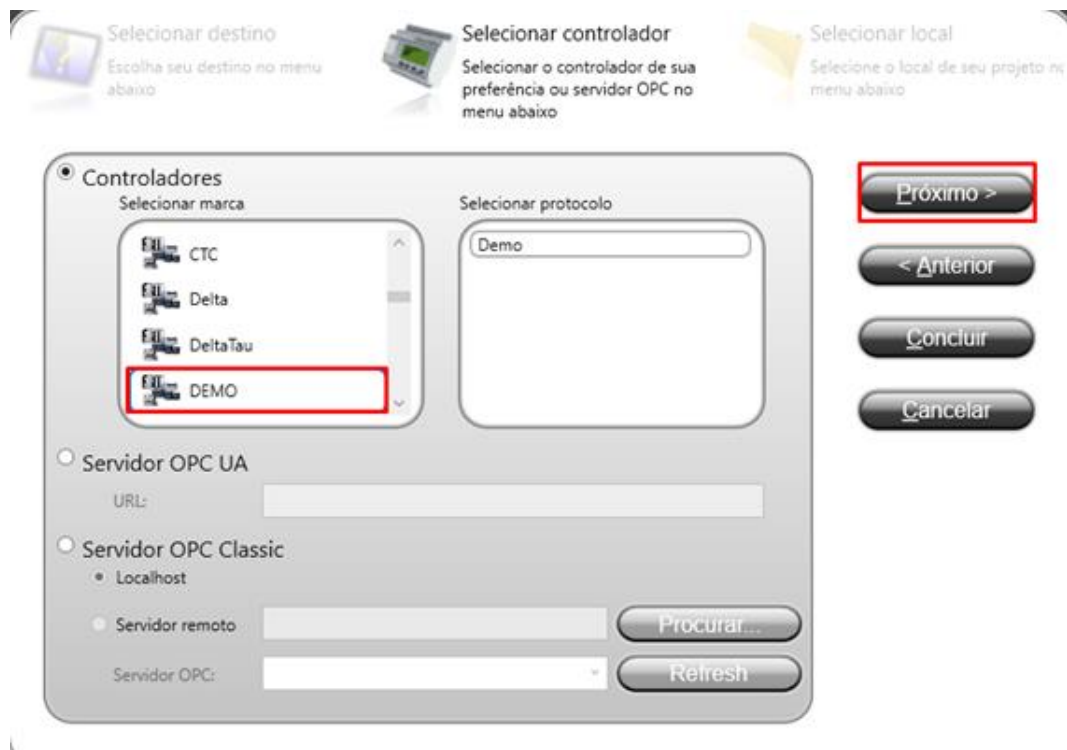 Selecionar destino
Escolha seu destino no menu
abaixo
Selecionar controlador
Selecionar o controlador de sua
preferência ou servidor OPC no
menu abaixo
Selecionar local
Selecione o local de seu projeto no
menu abaixo
Controladores
Selecionar marca
CTC
Delta
DeltaTau
DEMO
Selecionar protocolo
Demo
Próximo >
< Anterior
Concluir
Cancelar
Servidor OPC UA
URL:
Servidor OPC Classic
Localhost
Servidor remoto
Procurar...
Servidor OPC:
Refresh